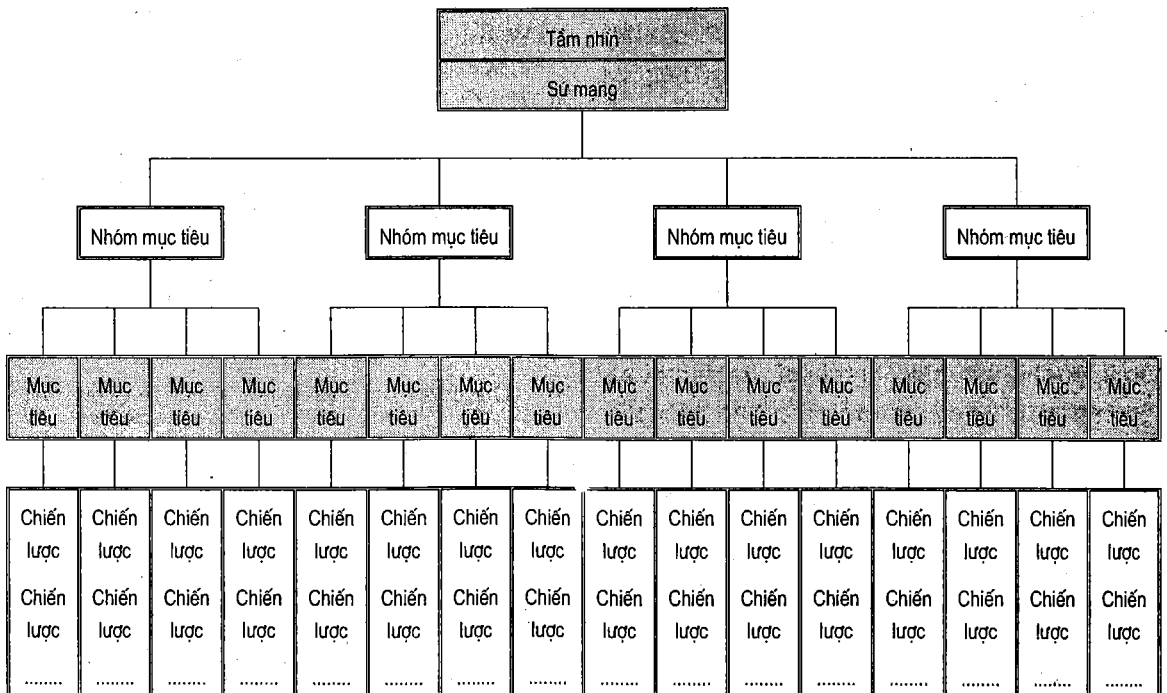 Tầm nhìn
Sứ mạng
Nhóm mục tiêu Nhóm mục tiêu Nhóm mục tiêu Nhóm mục tiêu
Mục Mục Mục Mục Mục Mục Mục Mục Mục Mục Mục Mục Mục Mục Mục Mục
tiêu tiêu tiêu tiêu tiêu tiêu tiêu tiêu tiêu tiêu tiêu tiêu tiêu tiêu tiêu tiêu
Chiến Chiến Chiến Chiến Chiến Chiến Chiến Chiến Chiến Chiến Chiến Chiến Chiến Chiến Chiến Chiến
lược lược lược lược lược lược lược lược lược lược lược lược lược lược lược lược
Chiến Chiến Chiến Chiến Chiến Chiến Chiến Chiến Chiến Chiến Chiến Chiến Chiến Chiến Chiến Chiến
lược lược lược lược lược lược lược lược lược lược lược lược lược lược lược lược
........ ........ ........ ........ ........ ........ ........ ........ ........ ........ ........ ........ ........ ........ ........ ........